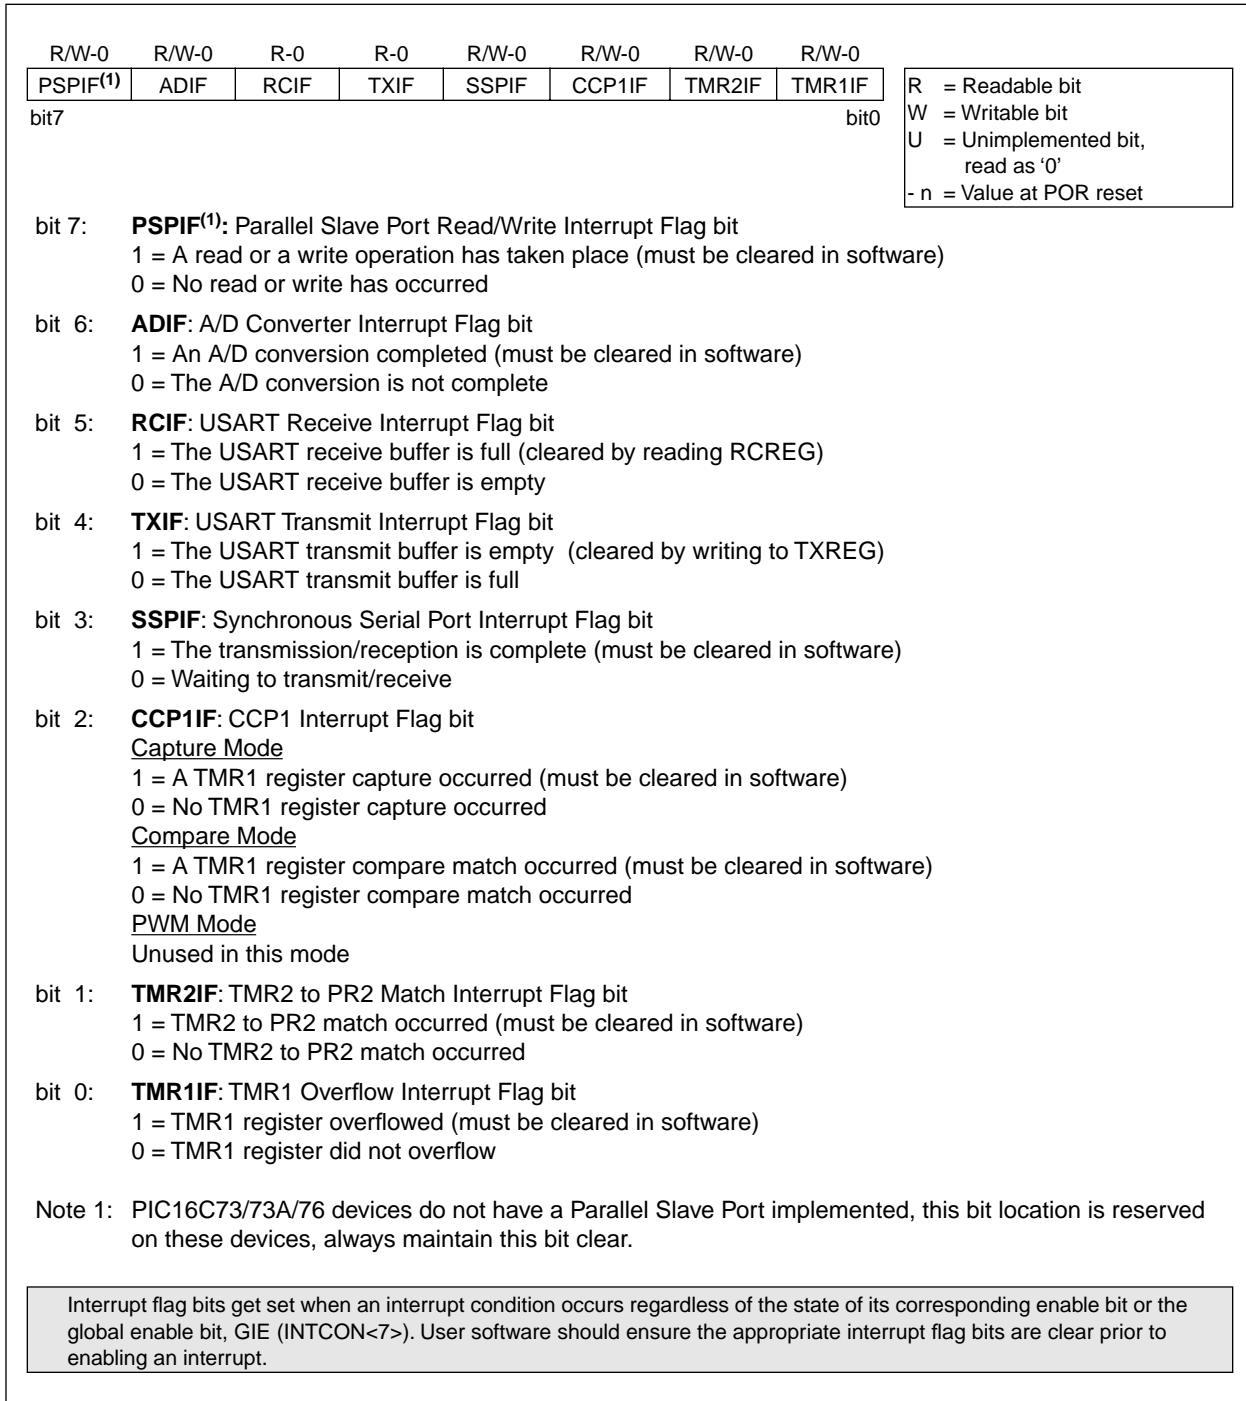 R/W-0 R/W-0 R-0 R-0 R/W-0 R/W-0 R/W-0 R/W-0
PSPIF(1) ADIF RCIF TXIF SSPIF CCP1IF TMR2IF TMR1IF
bit7 bit0
R = Readable bit
W = Writable bit
U = Unimplemented bit,
read as ‘0’
- n = Value at POR reset
bit 7: PSPIF(1): Parallel Slave Port Read/Write Interrupt Flag bit
1 = A read or a write operation has taken place (must be cleared in software)
0 = No read or write has occurred
bit 6: ADIF: A/D Converter Interrupt Flag bit
1 = An A/D conversion completed (must be cleared in software)
0 = The A/D conversion is not complete
bit 5: RCIF: USART Receive Interrupt Flag bit
1 = The USART receive buffer is full (cleared by reading RCREG)
0 = The USART receive buffer is empty
bit 4: TXIF: USART Transmit Interrupt Flag bit
1 = The USART transmit buffer is empty (cleared by writing to TXREG)
0 = The USART transmit buffer is full
bit 3: SSPIF: Synchronous Serial Port Interrupt Flag bit
1 = The transmission/reception is complete (must be cleared in software)
0 = Waiting to transmit/receive
bit 2: CCP1IF: CCP1 Interrupt Flag bit
Capture Mode
1 = A TMR1 register capture occurred (must be cleared in software)
0 = No TMR1 register capture occurred
Compare Mode
1 = A TMR1 register compare match occurred (must be cleared in software)
0 = No TMR1 register compare match occurred
PWM Mode
Unused in this mode
bit 1: TMR2IF: TMR2 to PR2 Match Interrupt Flag bit
1 = TMR2 to PR2 match occurred (must be cleared in software)
0 = No TMR2 to PR2 match occurred
bit 0: TMR1IF: TMR1 Overflow Interrupt Flag bit
1 = TMR1 register overflowed (must be cleared in software)
0 = TMR1 register did not overflow
Note 1: PIC16C73/73A/76 devices do not have a Parallel Slave Port implemented, this bit location is reserved
on these devices, always maintain this bit clear.
Interrupt flag bits get set when an interrupt condition occurs regardless of the state of its corresponding enable bit or the
global enable bit, GIE (INTCON<7>). User software should ensure the appropriate interrupt flag bits are clear prior to
enabling an interrupt.